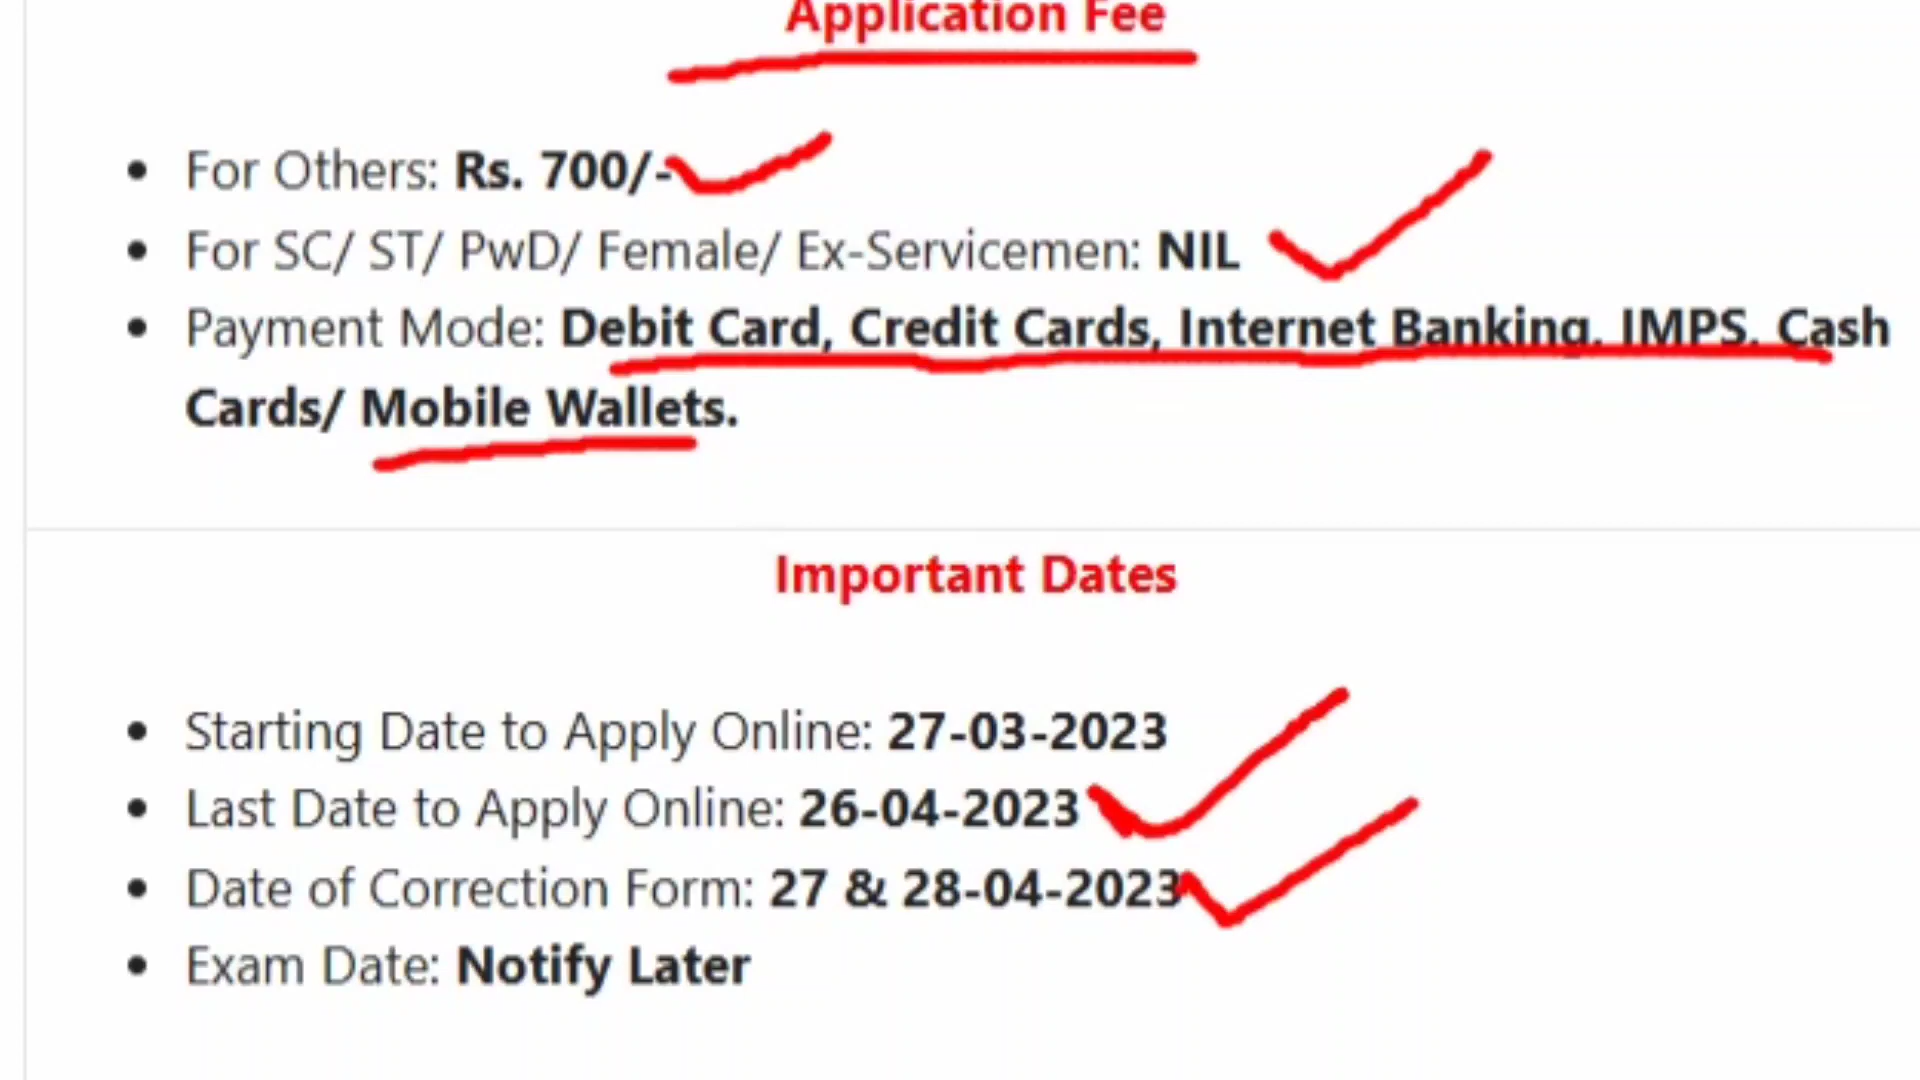 Application Fee
For Others: Rs. 700/-
For SC/ ST/ PwD/ Female/ Ex-Servicemen: NIL
Payment Mode: Debit Card, Credit Cards, Internet Banking, IMPS, Cash
Cards/ Mobile Wallets.
Important Dates
Starting Date to Apply Online: 27-03-2023
Last Date to Apply Online: 26-04-2023
Date of Correction Form: 27 & 28-04-2023
Exam Date: Notify Later